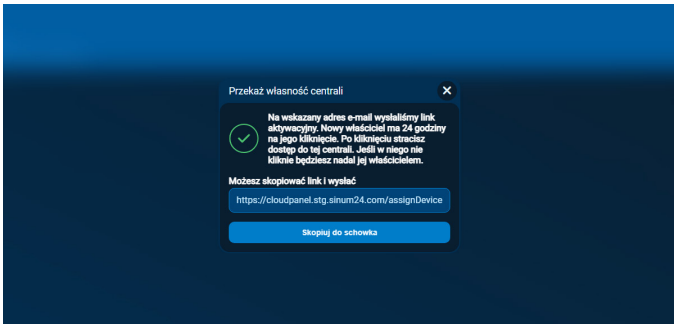 Przekaż własność centrali
Na wskazany adres e-mail wysłaliśmy link
aktywacyjny. Nowy właściciel ma 24 godziny
na jego kliknięcie. Po kliknięciu stracisz
dostęp do tej centrali. Jeśli w niego nie
kliknie będziesz nadal jej właścicielem.
Możesz skopiować link i wysłać
https://cloudpanel.stg.sinum24.com/assignDevice
Skopiuj do schowka